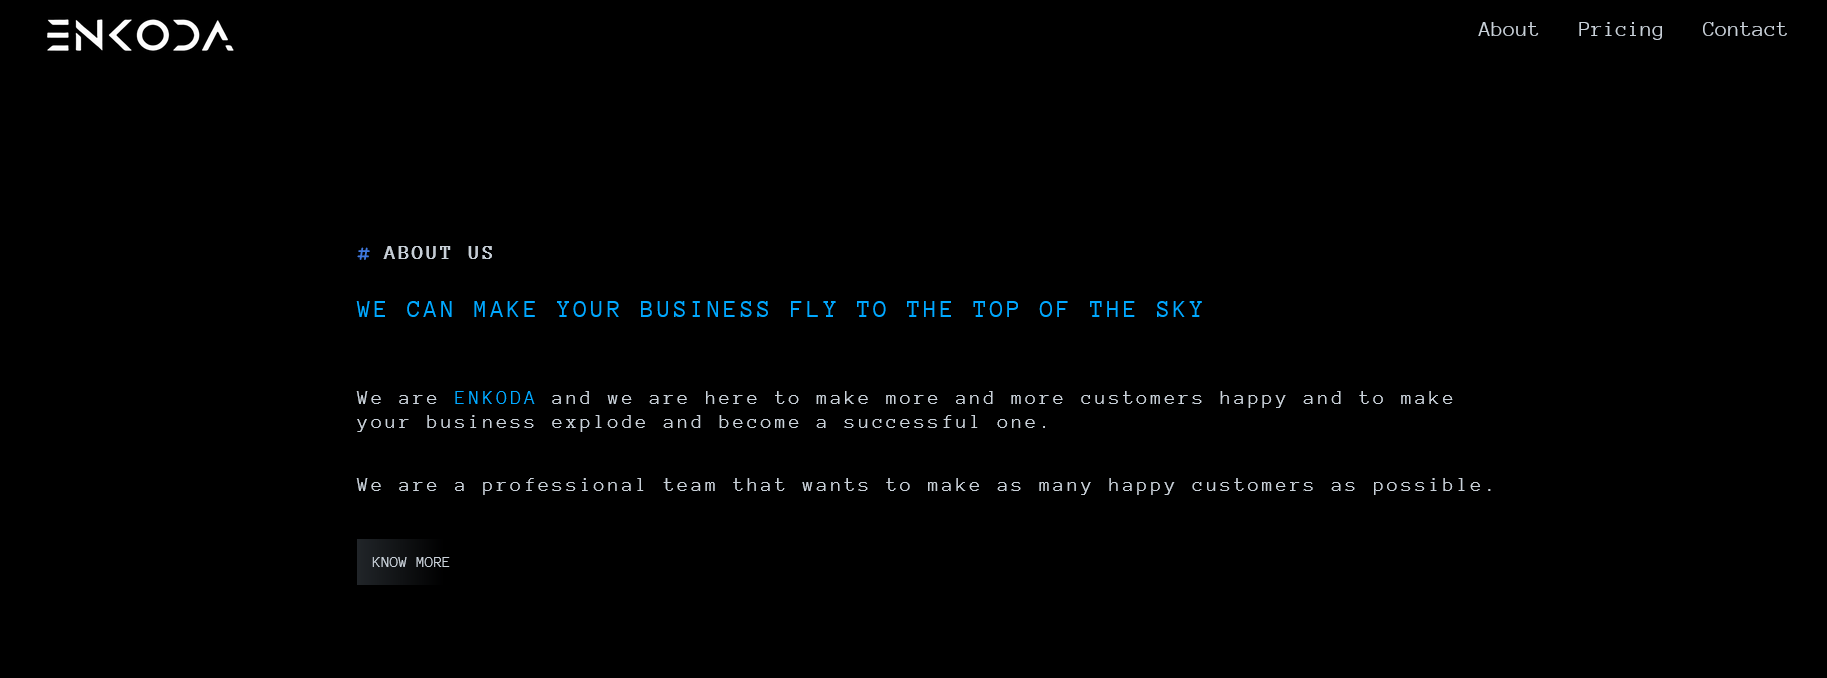 ENKODA
About Pricing Contact
# ABOUT US
WE CAN MAKE YOUR BUSINESS FLY TO THE TOP OF THE SKY
We are ENKODA and we are here to make more and more customers happy and to make
your business explode and become a successful one.
We are a professional team that wants to make as many happy customers as possible.
KNOW MORE